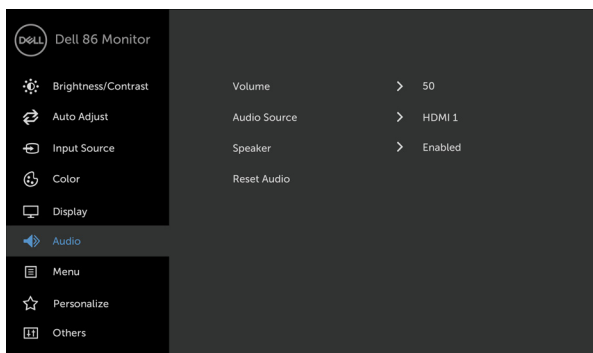 DELL Dell 86 Monitor
Brightness/Contrast
Volume 50
Auto Adjust
Audio Source HDMI 1
Input Source
Speaker Enabled
Color
Reset Audio
Display
Audio
Menu
Personalize
Others